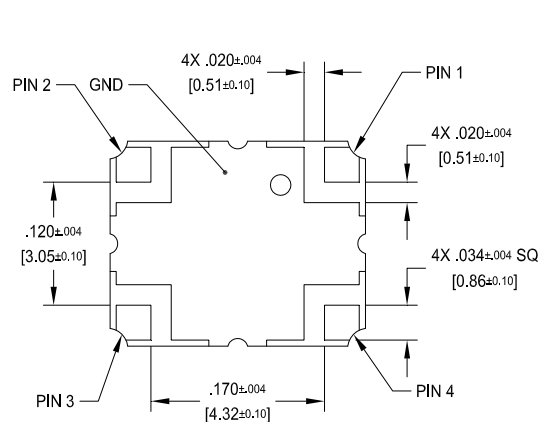 4X .020±.004
[0.51±0.10]
PIN 2
GND
PIN 1
4X .020±.004
[0.51±0.10]
.120±.004
[3.05±0.10]
4X .034±.004 SQ
[0.86±0.10]
PIN 3
.170±.004
[4.32±0.10]
PIN 4